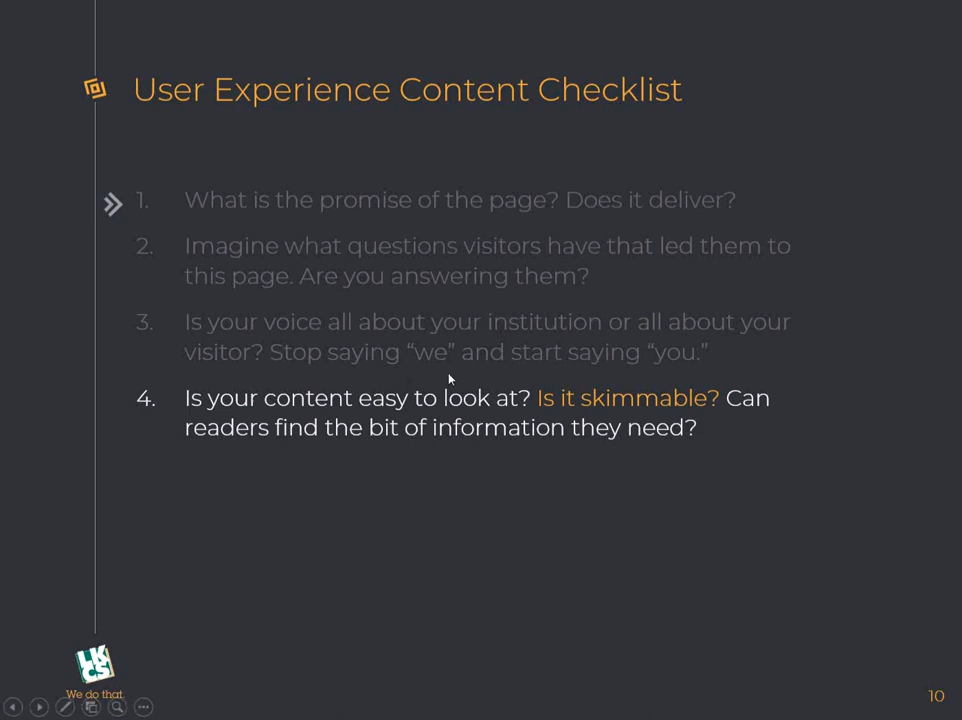 User Experience Content Checklist
1. What is the promise of the page? Does it deliver?
2. Imagine what questions visitors have that led them to
this page. Are you answering them?
3. Is your voice all about your institution or all about your
visitor? Stop saying “we” and start saying “you.”
4. Is your content easy to look at? Is it skimmable? Can
readers find the bit of information they need?
LK
CS
We do that.
10